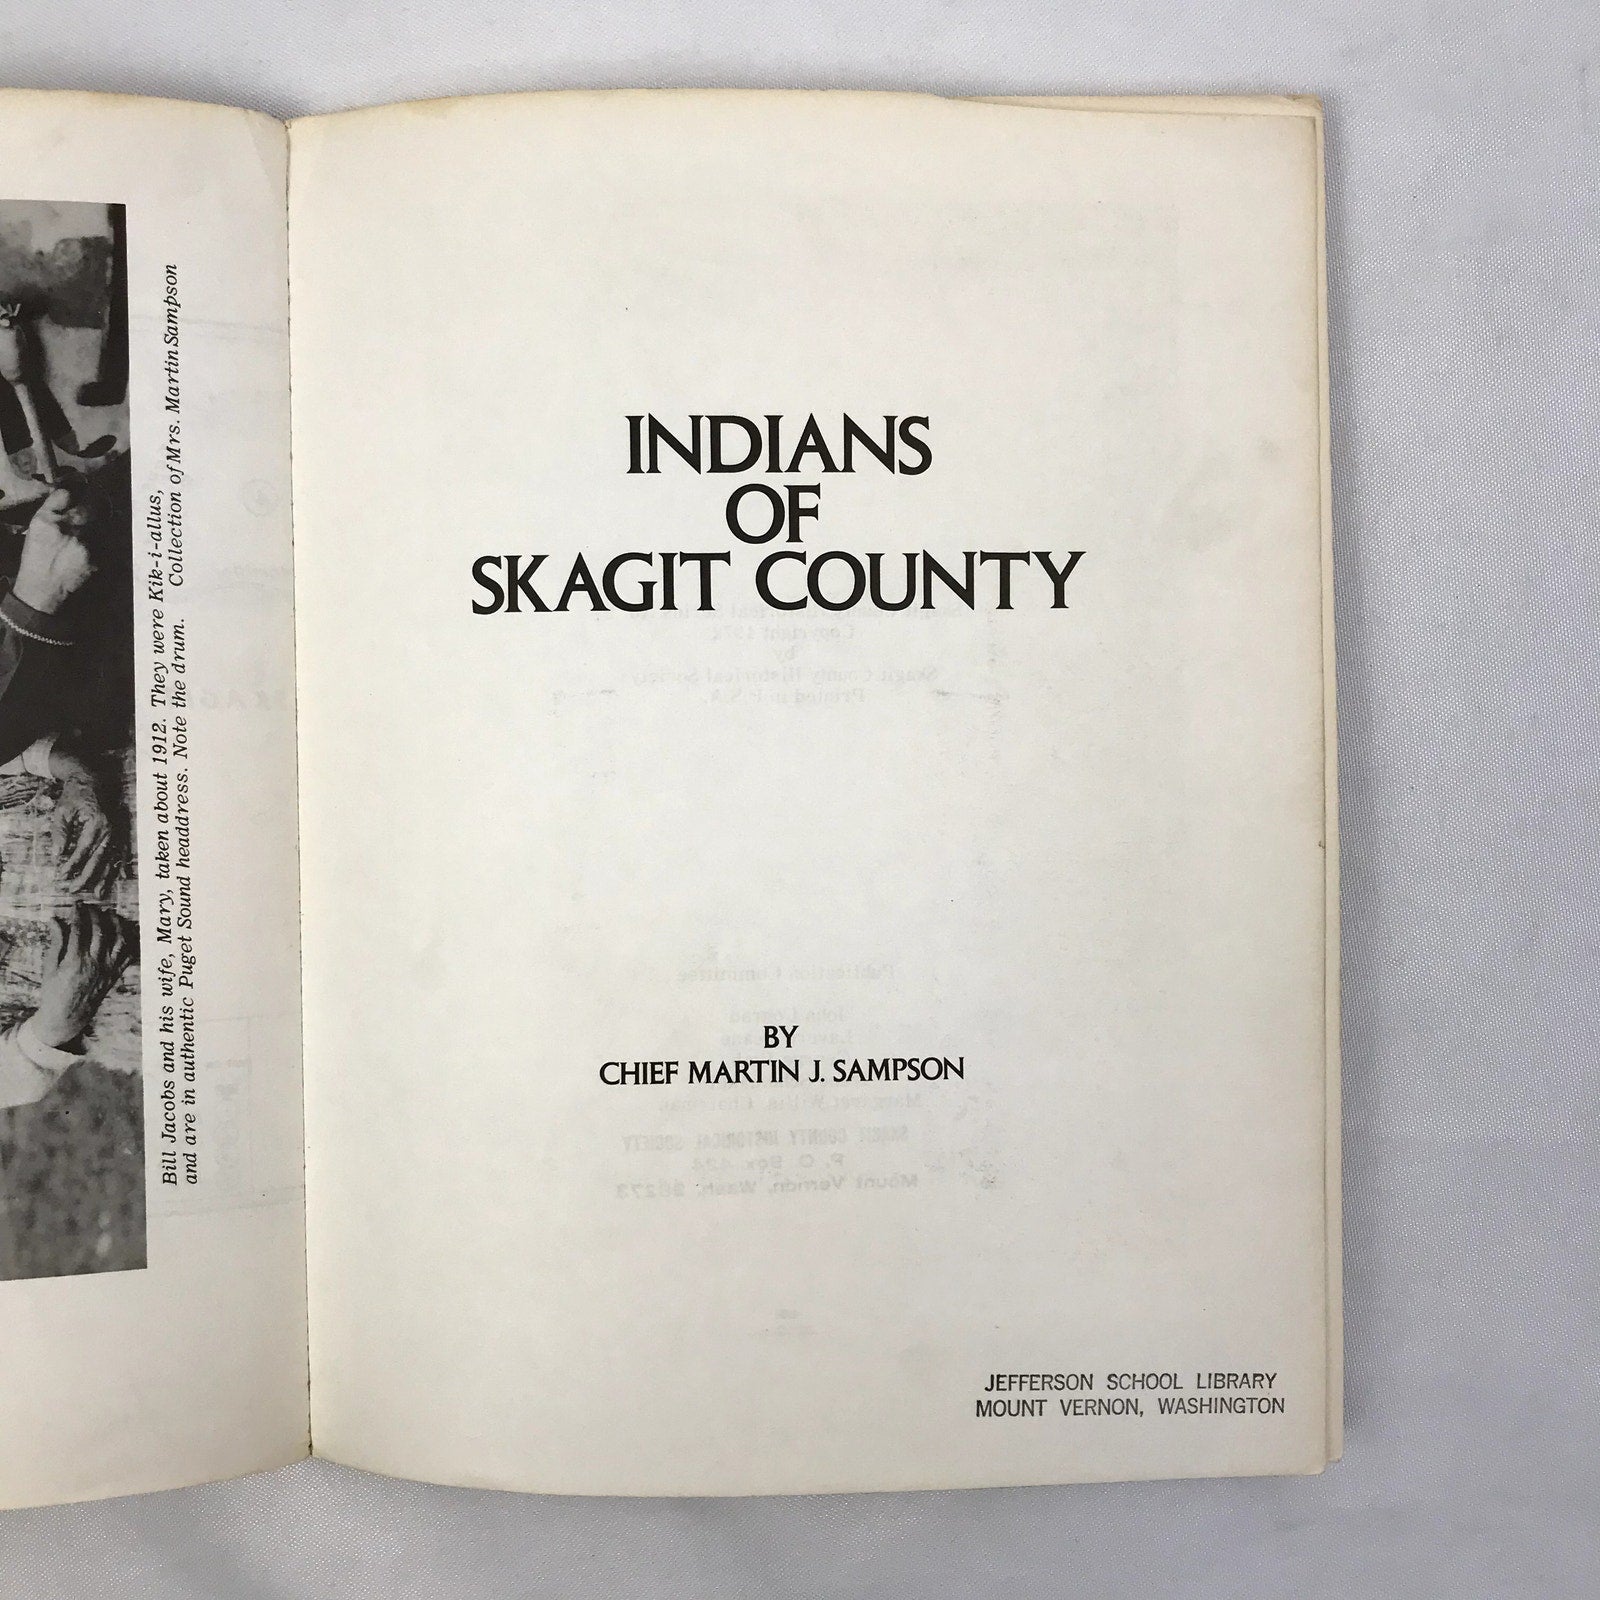 Bill Jacobs and his wife, Mary, taken about 1912. They were Kik-i-allus,
and are in authentic Puget Sound headdress. Note the drum. Collection of Mrs. Martin Sampson
INDIANS
OF
SKAGIT COUNTY
BY
CHIEF MARTIN J. SAMPSON
JEFFERSON SCHOOL LIBRARY
MOUNT VERNON, WASHINGTON